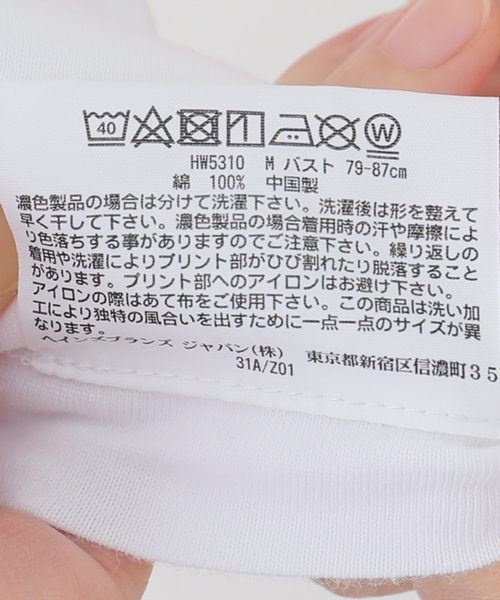 40 W
HW5310 M バスト 79-87cm
綿 100% 中国製
濃色製品の場合は分けて洗濯下さい。洗濯後は形を整えて
早く干して下さい。濃色製品の場合着用時の汗や摩擦によ
り色落ちする事がありますのでご注意下さい。繰り返しの
着用や洗濯によりプリント部がひび割れたり脱落すること
があります。プリント部へのアイロンはお避け下さい。
アイロンの際はあて布をご使用下さい。この商品は洗い加
工により独特の風合いを出すために一点一点のサイズが異
なります。
ヘインズブランズ ジャパン(株) 東京都新宿区信濃町35
31A/Z01